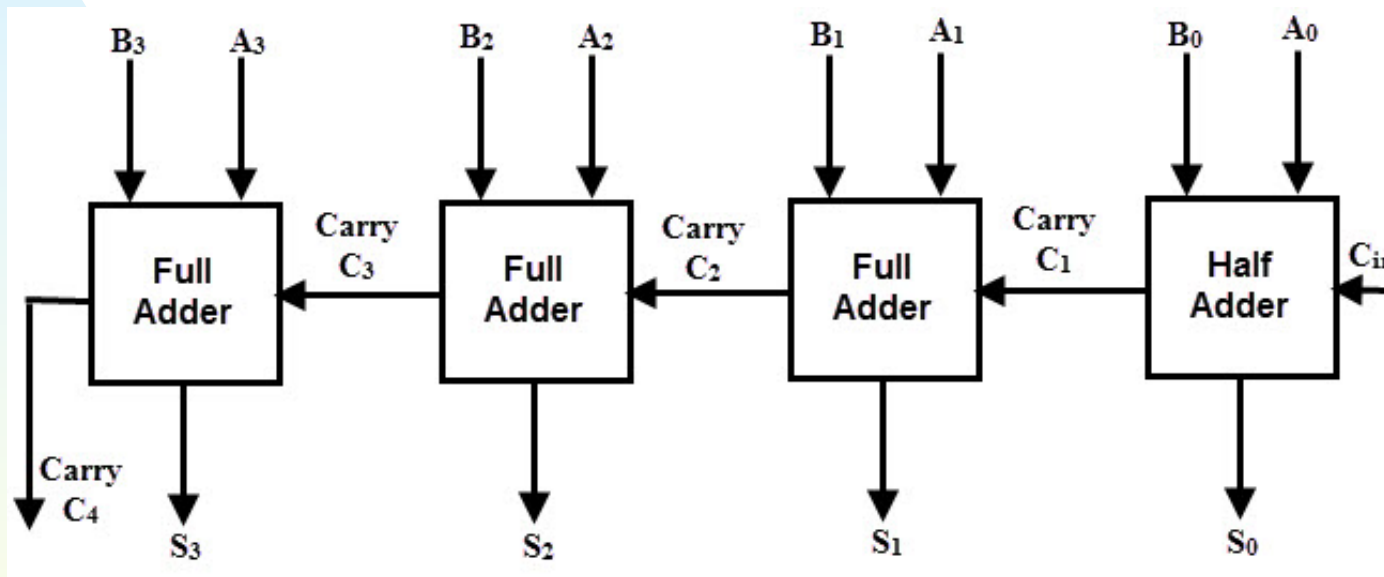 B₃ A₃ B₂ A₂ B₁ A₁ B₀ A₀
Carry C₃
Carry C₂
Carry C₁
Full Adder
Full Adder
Full Adder
Half Adder
Carry C₄
S₃ S₂ S₁ S₀